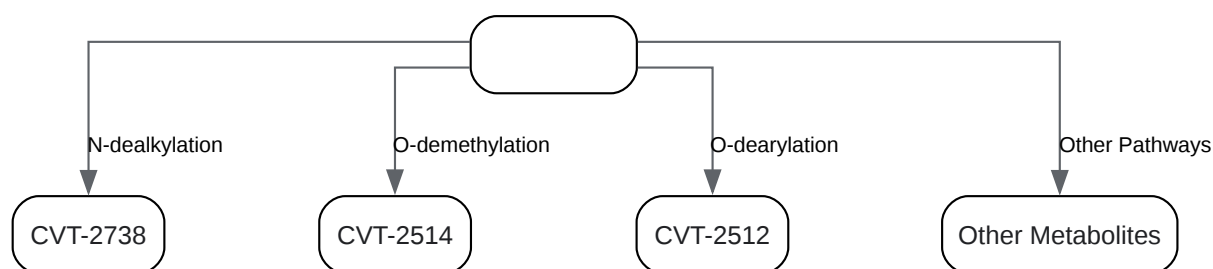 N-dealkylation
O-demethylation
O-dearylation
Other Pathways
CVT-2738
CVT-2514
CVT-2512
Other Metabolites